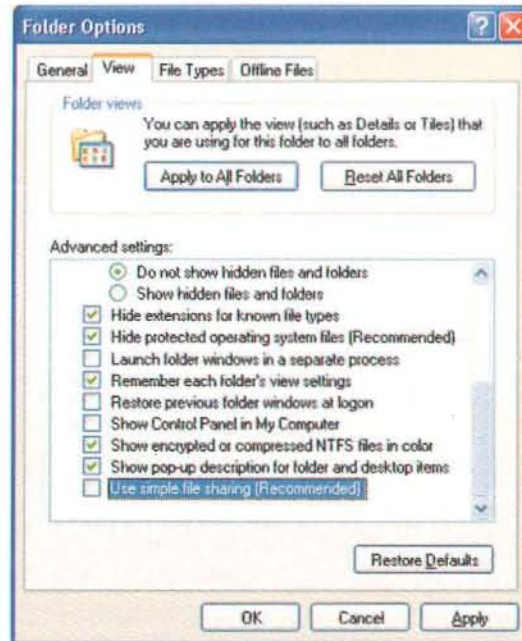 Folder Options
General View File Types Offline Files
Folder views
You can apply the view (such as Details or Tiles) that
you are using for this folder to all folders.
Apply to All Folders Reset All Folders
Advanced settings:
Do not show hidden files and folders
Show hidden files and folders
Hide extensions for known file types
Hide protected operating system files (Recommended)
Launch folder windows in a separate process
Remember each folder's view settings
Restore previous folder windows at logon
Show Control Panel in My Computer
Show encrypted or compressed NTFS files in color
Show pop-up description for folder and desktop items
Use simple file sharing (Recommended)
Restore Defaults
OK Cancel Apply